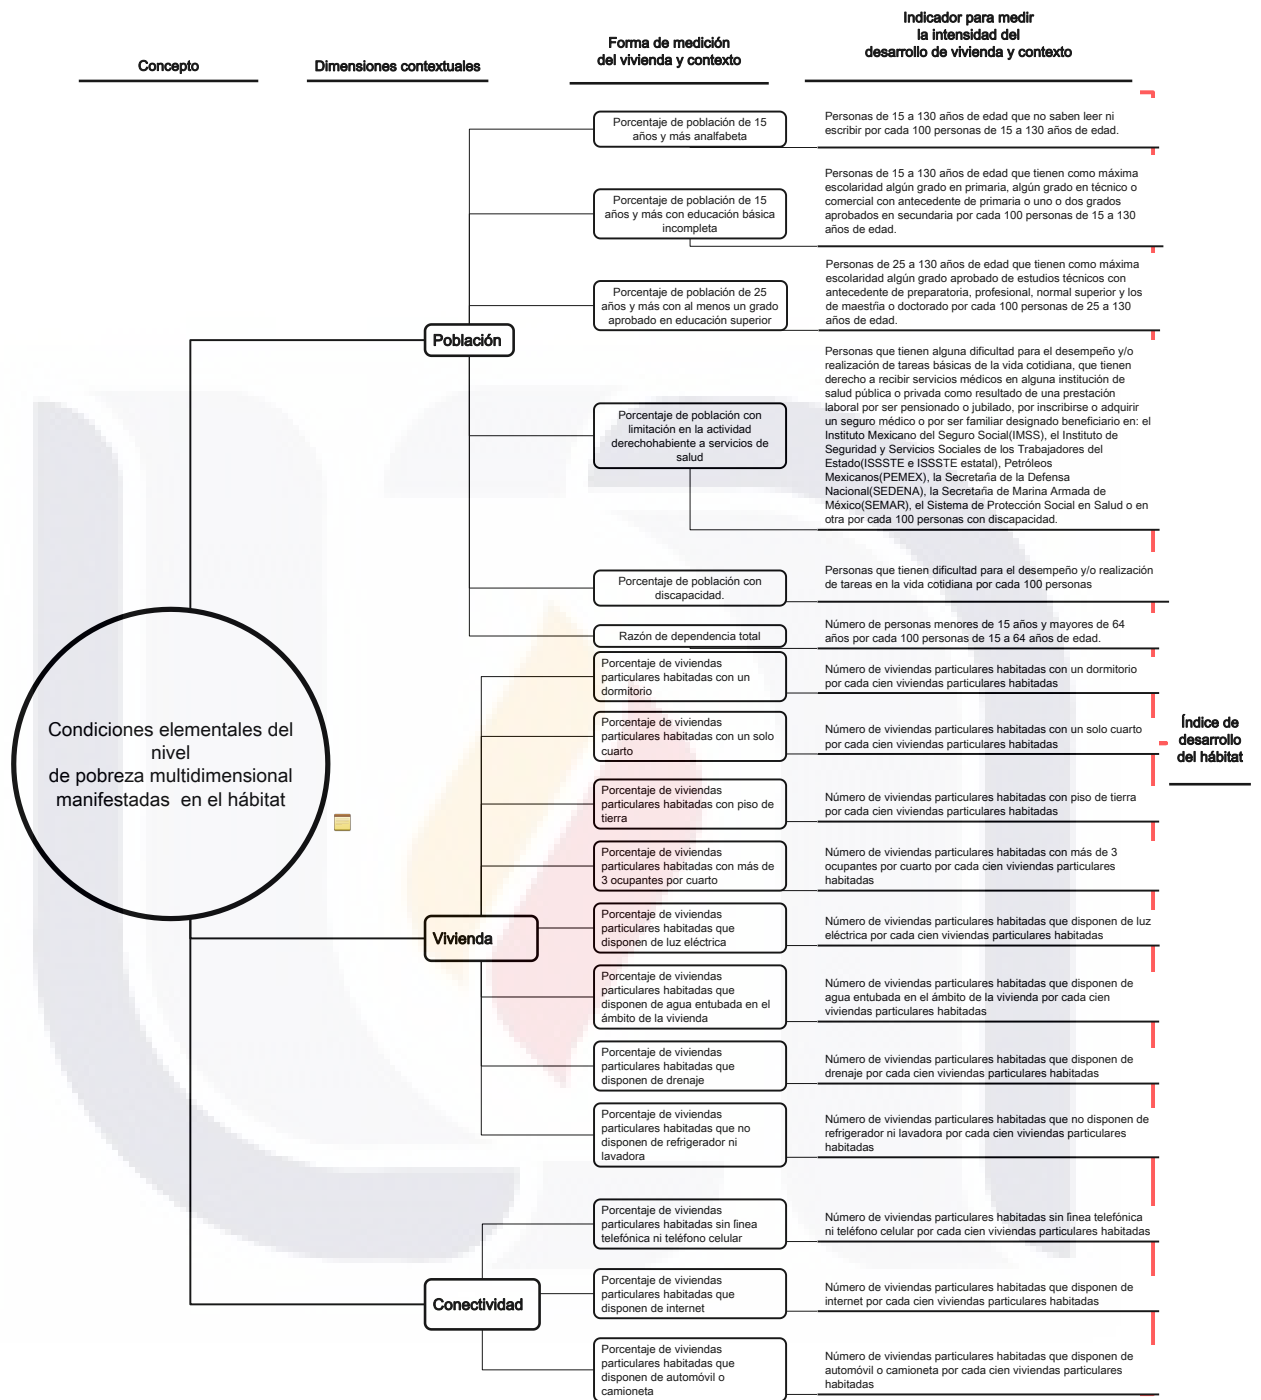 Concepto
Dimensiones contextuales
Forma de medición
del vivienda y contexto
Indicador para medir
la intensidad del
desarrollo de vivienda y contexto
Condiciones elementales del
nivel
de pobreza multidimensional
manifestadas en el hábitat
Población
Porcentaje de población de 15
años y más analfabeta
Personas de 15 a 130 años de edad que no saben leer ni
escribir por cada 100 personas de 15 a 130 años de edad.
Porcentaje de población de 15
años y más con educación básica
incompleta
Personas de 15 a 130 años de edad que tienen como máxima
escolaridad algún grado en primaria, algún grado en técnico o
comercial con antecedente de primaria o uno o dos grados
aprobados en secundaria por cada 100 personas de 15 a 130
años de edad.
Porcentaje de población de 25
años y más con al menos un grado
aprobado en educación superior
Personas de 25 a 130 años de edad que tienen como máxima
escolaridad algún grado aprobado de estudios técnicos con
antecedente de preparatoria, profesional, normal superior y los
de maestría o doctorado por cada 100 personas de 25 a 130
años de edad.
Porcentaje de población con
limitación en la actividad
derechohabiente a servicios de
salud
Personas que tienen alguna dificultad para el desempeño y/o
realización de tareas básicas de la vida cotidiana, que tienen
derecho a recibir servicios médicos en alguna institución de
salud pública o privada como resultado de una prestación
laboral por ser pensionado o jubilado, por inscribirse o adquirir
un seguro médico o por ser familiar designado beneficiario en: el
Instituto Mexicano del Seguro Social(IMSS), el Instituto de
Seguridad y Servicios Sociales de los Trabajadores del
Estado(ISSSTE e ISSSTE estatal), Petróleos
Mexicanos(PEMEX), la Secretaría de la Defensa
Nacional(SEDENA), la Secretaría de Marina Armada de
México(SEMAR), el Sistema de Protección Social en Salud o en
otra por cada 100 personas con discapacidad.
Porcentaje de población con
discapacidad.
Personas que tienen dificultad para el desempeño y/o realización
de tareas en la vida cotidiana por cada 100 personas
Razón de dependencia total
Número de personas menores de 15 años y mayores de 64
años por cada 100 personas de 15 a 64 años de edad.
Vivienda
Porcentaje de viviendas
particulares habitadas con un
dormitorio
Número de viviendas particulares habitadas con un dormitorio
por cada cien viviendas particulares habitadas
Porcentaje de viviendas
particulares habitadas con un solo
cuarto
Número de viviendas particulares habitadas con un solo cuarto
por cada cien viviendas particulares habitadas
Porcentaje de viviendas
particulares habitadas con piso de
tierra
Número de viviendas particulares habitadas con piso de tierra
por cada cien viviendas particulares habitadas
Porcentaje de viviendas
particulares habitadas con más de
3 ocupantes por cuarto
Número de viviendas particulares habitadas con más de 3
ocupantes por cuarto por cada cien viviendas particulares
habitadas
Porcentaje de viviendas
particulares habitadas que
disponen de luz eléctrica
Número de viviendas particulares habitadas que disponen de luz
eléctrica por cada cien viviendas particulares habitadas
Porcentaje de viviendas
particulares habitadas que
disponen de agua entubada en el
ámbito de la vivienda
Número de viviendas particulares habitadas que disponen de
agua entubada en el ámbito de la vivienda por cada cien
viviendas particulares habitadas
Porcentaje de viviendas
particulares habitadas que
disponen de drenaje
Número de viviendas particulares habitadas que disponen de
drenaje por cada cien viviendas particulares habitadas
Porcentaje de viviendas
particulares habitadas que no
disponen de refrigerador ni
lavadora
Número de viviendas particulares habitadas que no disponen de
refrigerador ni lavadora por cada cien viviendas particulares
habitadas
Conectividad
Porcentaje de viviendas
particulares habitadas sin línea
telefónica ni teléfono celular
Número de viviendas particulares habitadas sin línea telefónica
ni teléfono celular por cada cien viviendas particulares habitadas
Porcentaje de viviendas
particulares habitadas que
disponen de internet
Número de viviendas particulares habitadas que disponen de
internet por cada cien viviendas particulares habitadas
Porcentaje de viviendas
particulares habitadas que
disponen de automóvil o
camioneta
Número de viviendas particulares habitadas que disponen de
automóvil o camioneta por cada cien viviendas particulares
habitadas
Índice de
desarrollo
del hábitat